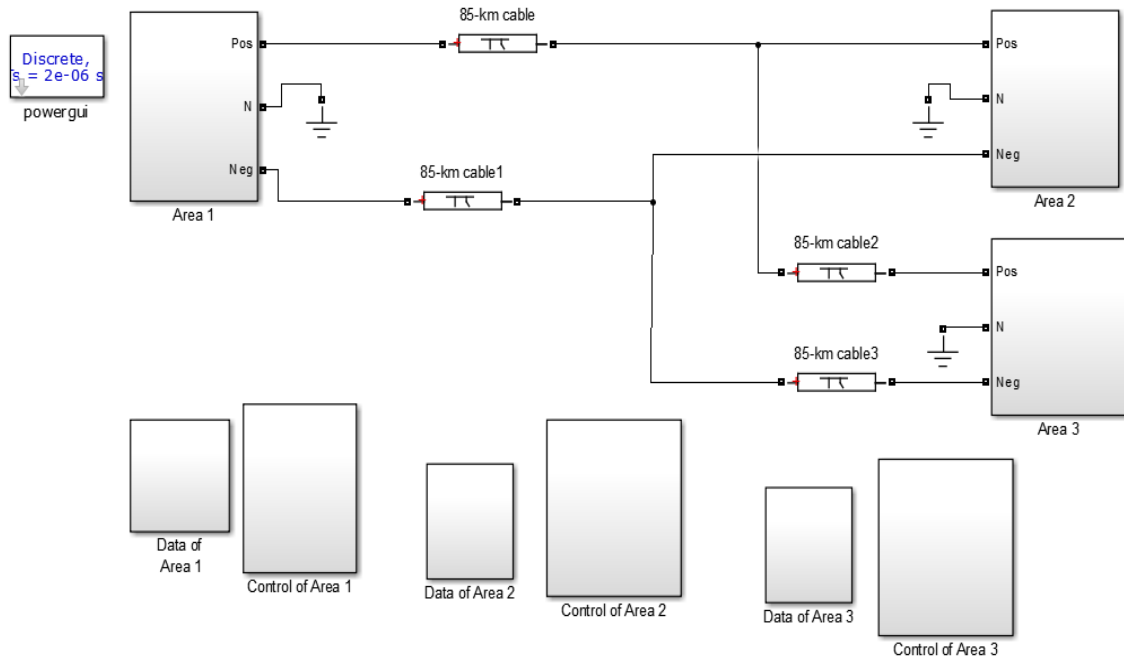 85-km cable
Pos
Pos
Discrete,
s = 2e-06 s
powergui
N
N
Neg
Neg
85-km cable1
Area 1
Area 2
85-km cable2
Pos
N
85-km cable3
Neg
Area 3
Data of
Area 1
Control of Area 1
Data of Area 2
Control of Area 2
Data of Area 3
Control of Area 3